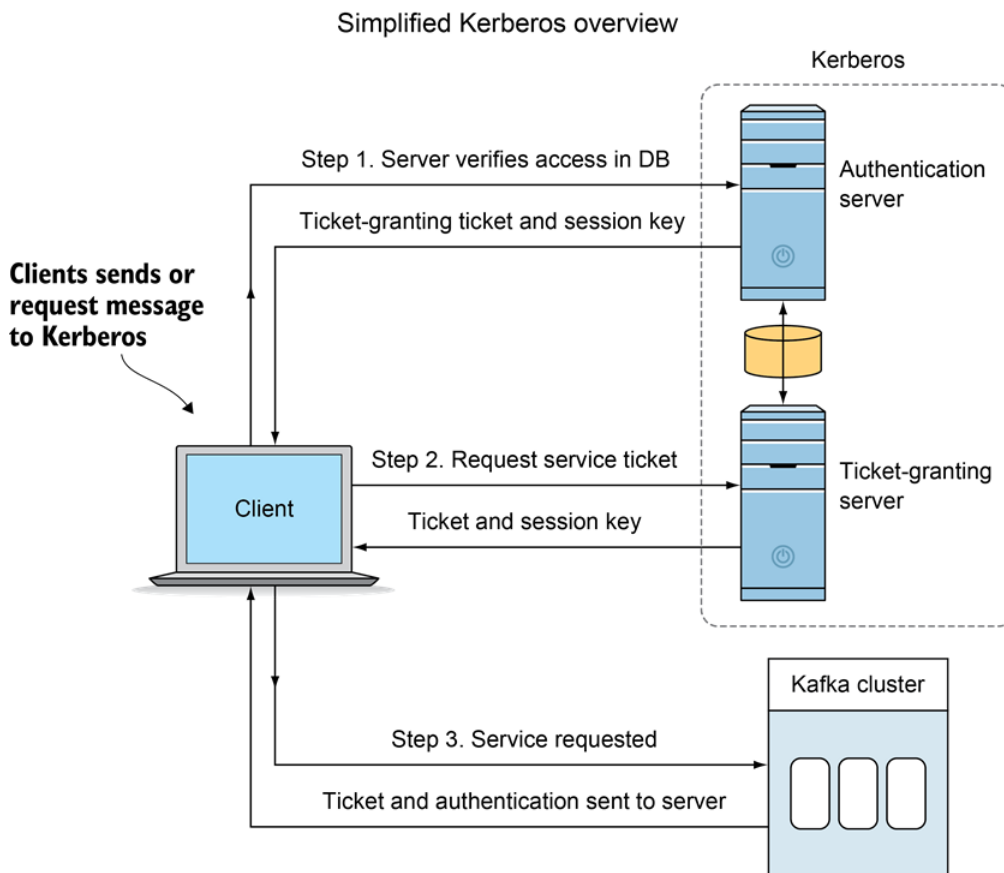 Simplified Kerberos overview
Kerberos
Step 1. Server verifies access in DB
Authentication
server
Ticket-granting ticket and session key
Clients sends or
request message
to Kerberos
Step 2. Request service ticket
Ticket-granting
server
Client
Ticket and session key
Kafka cluster
Step 3. Service requested
Ticket and authentication sent to server